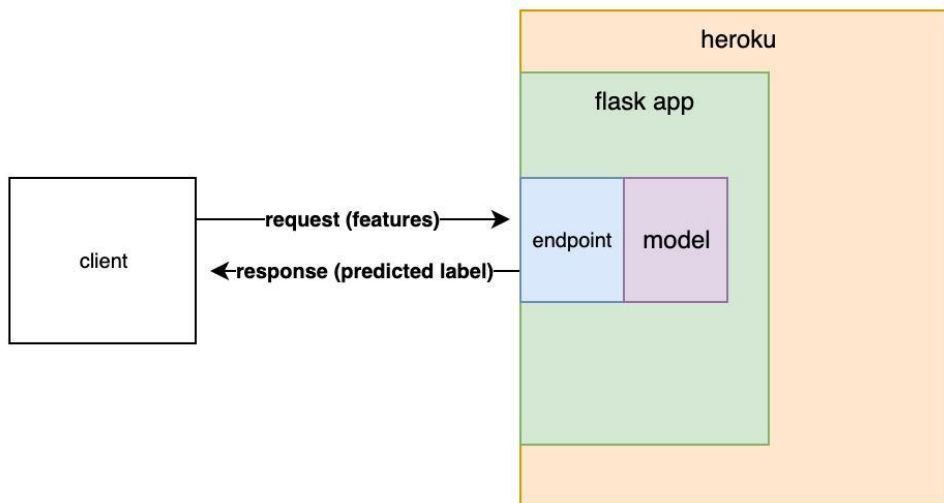 heroku
flask app
client
request (features)
response (predicted label)
endpoint
model